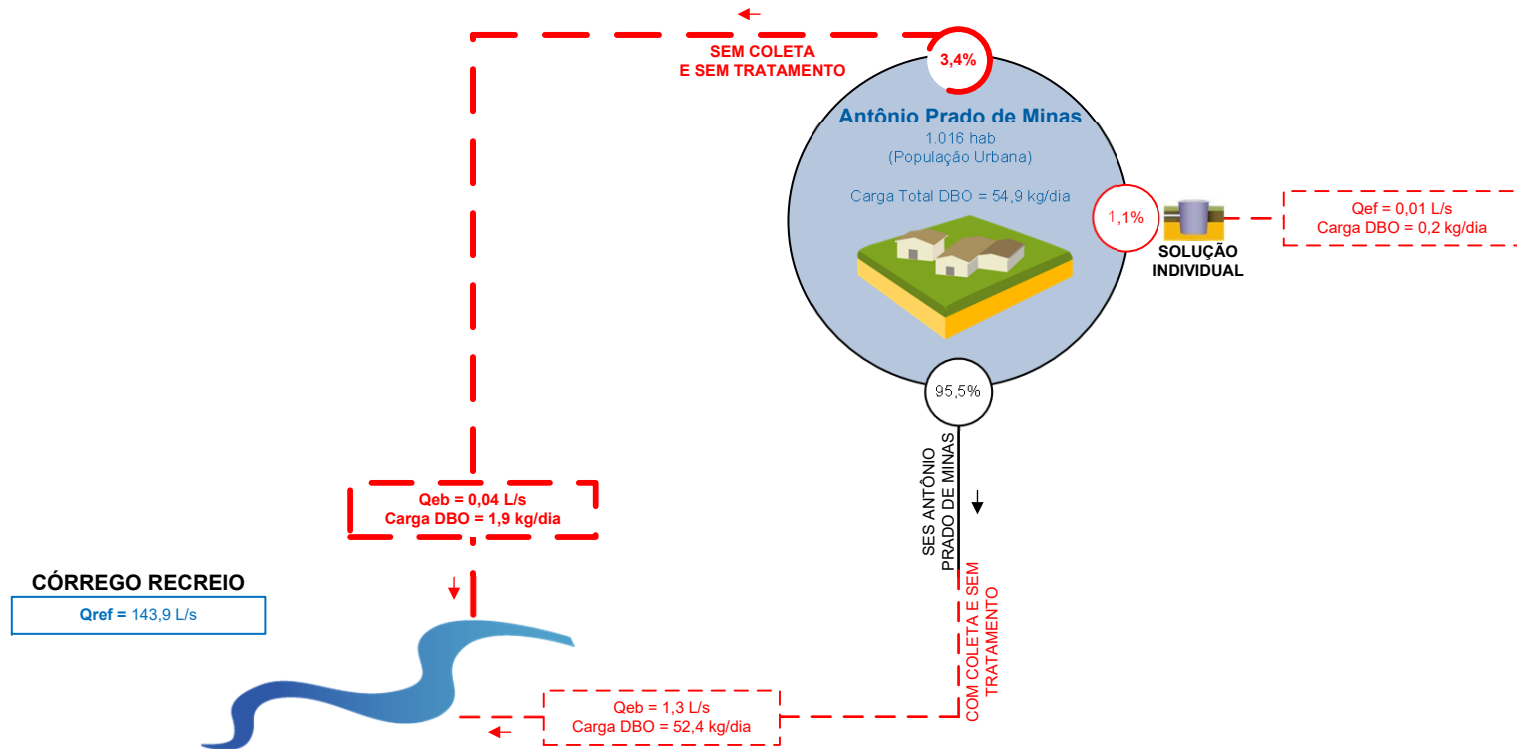 SEM COLETA
E SEM TRATAMENTO
3,4%
Antônio Prado de Minas
1.016 hab
(População Urbana)
Carga Total DBO = 54,9 kg/dia
1,1%
SOLUÇÃO
INDIVIDUAL
Qef = 0,01 L/s
Carga DBO = 0,2 kg/dia
95,5%
SES ANTÔNIO
PRADO DE MINAS
COM COLETA E SEM
TRATAMENTO
Qeb = 0,04 L/s
Carga DBO = 1,9 kg/dia
CÓRREGO RECREIO
Qref = 143,9 L/s
Qeb = 1,3 L/s
Carga DBO = 52,4 kg/dia